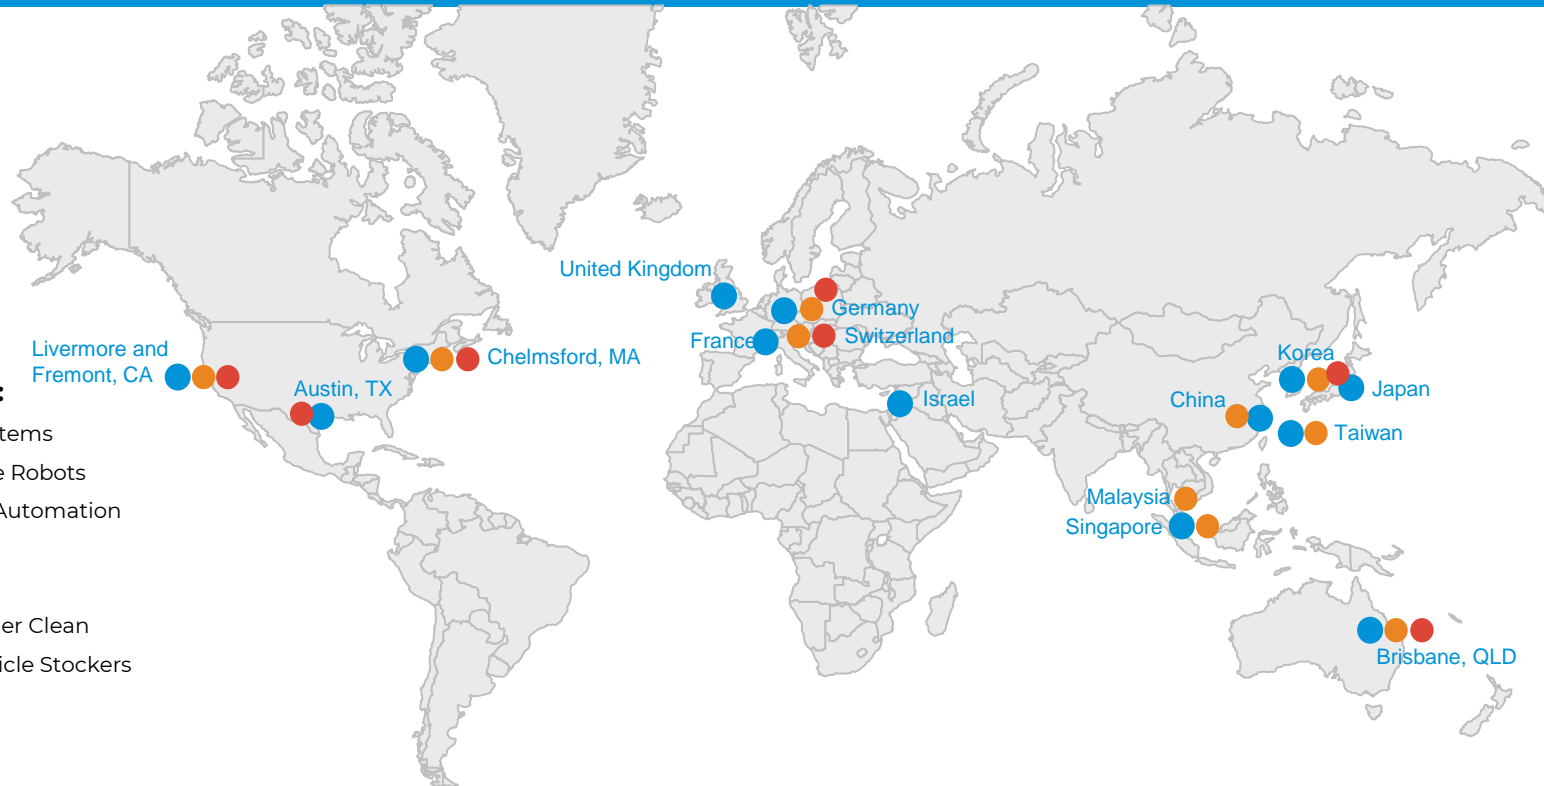 United Kingdom
Germany
France
Switzerland
Livermore and
Fremont, CA
Chelmsford, MA
Austin, TX
Korea
Japan
Israel
China
Taiwan
Malaysia
Singapore
Brisbane, QLD
:
tems
e Robots
Automation
er Clean
icle Stockers